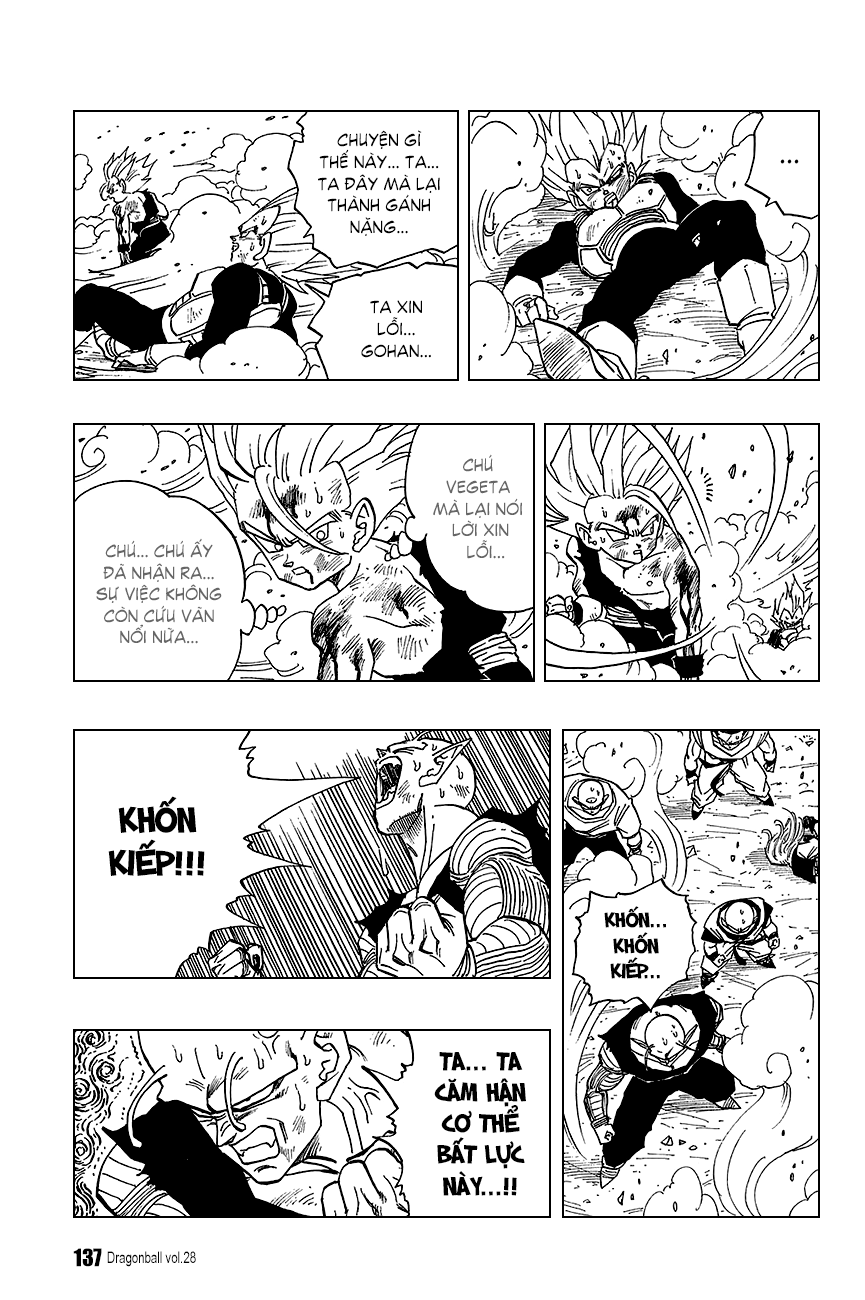 ...
CHUYỆN GÌ
THẾ NÀY... TA...
TA ĐÂY MÀ LẠI
THÀNH GÁNH
NẶNG...
TA XIN
LỖI...
GOHAN...
CHÚ
VEGETA
MÀ LẠI NÓI
LỜI XIN
LỖI...
CHÚ... CHÚ ẤY
ĐÃ NHẬN RA...
SỰ VIỆC KHÔNG
CÒN CỨU VÃN
NỔI NỮA...
KHỐN...
KHỐN
KIẾP...
KHỐN
KIẾP!!!
TA... TA
CĂM HẬN
CƠ THỂ
BẤT LỰC
NÀY...!!
137 Dragonball vol.28